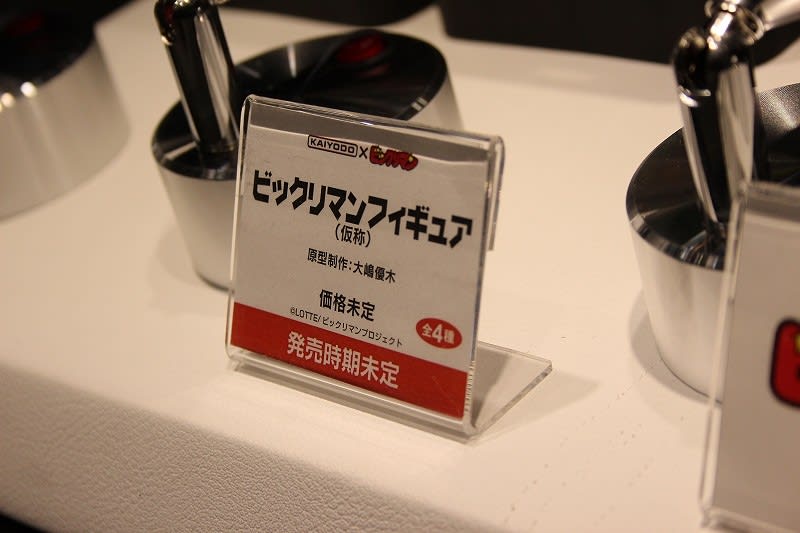 KAIYODO×ビックリマン
ビックリマンフィギュア
(仮称)
原型制作:大嶋優木
価格未定
©LOTTE/ビックリマンプロジェクト
全4種
発売時期未定